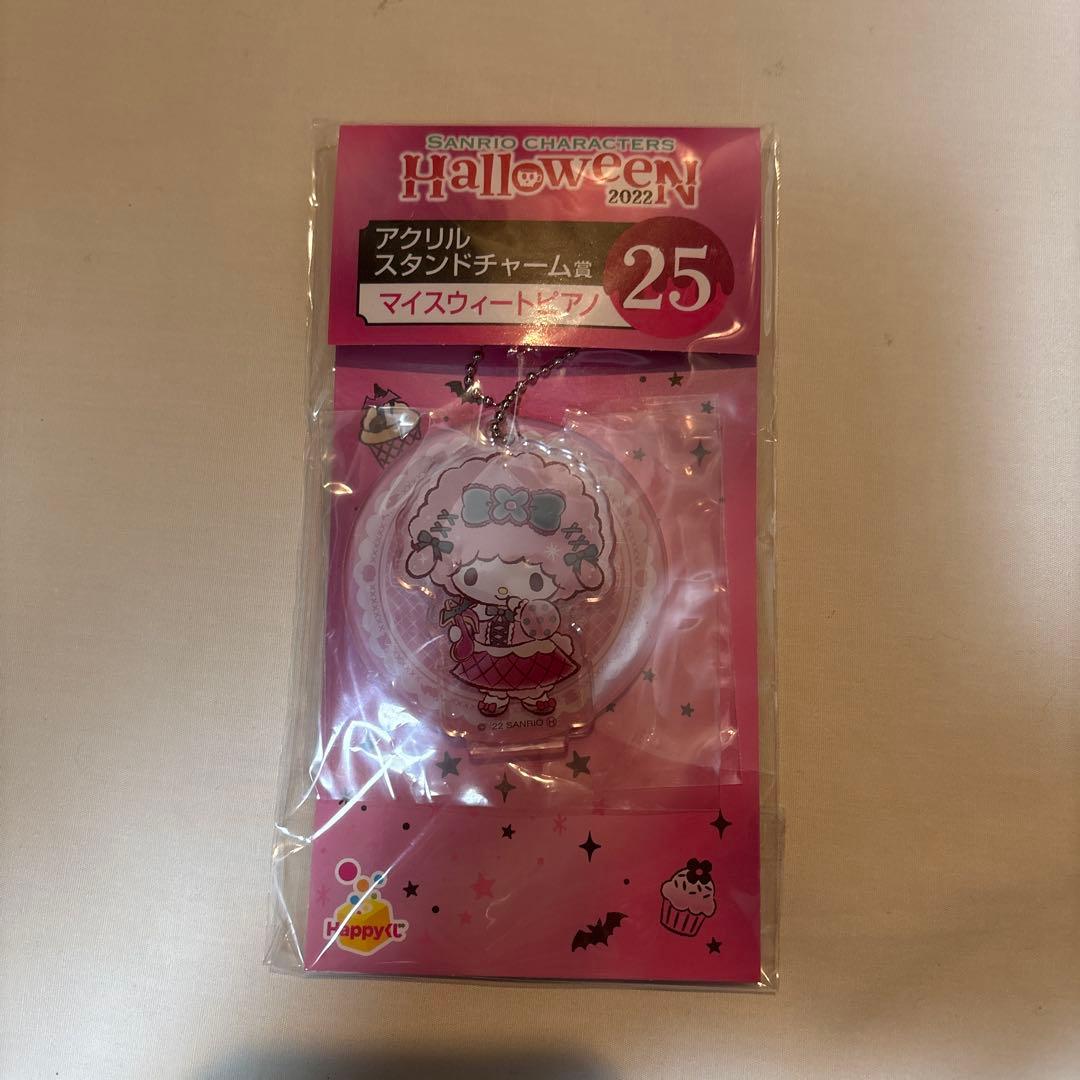 SANRIO CHARACTERS
HalloweeN
2022
アクリル
スタンドチャーム賞
マイスウィートピアノ
25
© '22 SANRIO Ⓗ
Happyくじ